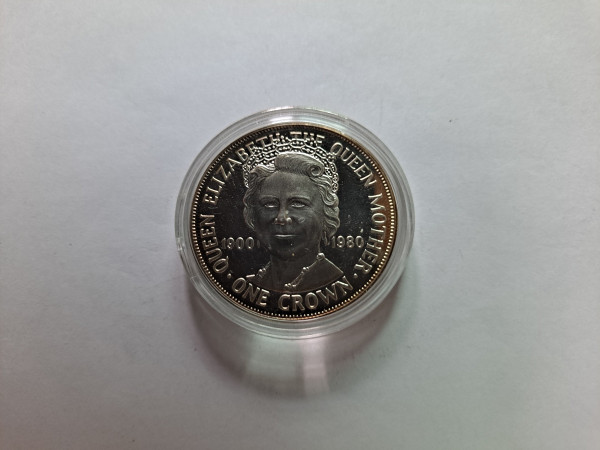 QUEEN ELIZABETH THE QUEEN MOTHER
1900 1980
· ONE CROWN ·